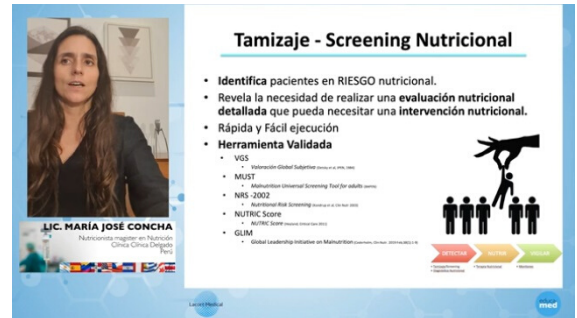 Tamizaje - Screening Nutricional
• Identifica pacientes en RIESGO nutricional.
• Revela la necesidad de realizar una evaluación nutricional
detallada que pueda necesitar una intervención nutricional.
• Rápida y Fácil ejecución
• Herramienta Validada
• VGS
• Valoración Global Subjetiva
• MUST
• Malnutrition Universal Screening Tool for adults
• NRS -2002
• Nutritional Risk Screening
• NUTRIC Score
• NUTRIC Score
• GLIM
• Global Leadership Initiative on Malnutrition
DETECTAR
NUTRIR
VIGILAR
LIC. MARÍA JOSÉ CONCHA
Nutricionista magister en Nutrición
Clínica Clínica Delgado
Perú
med